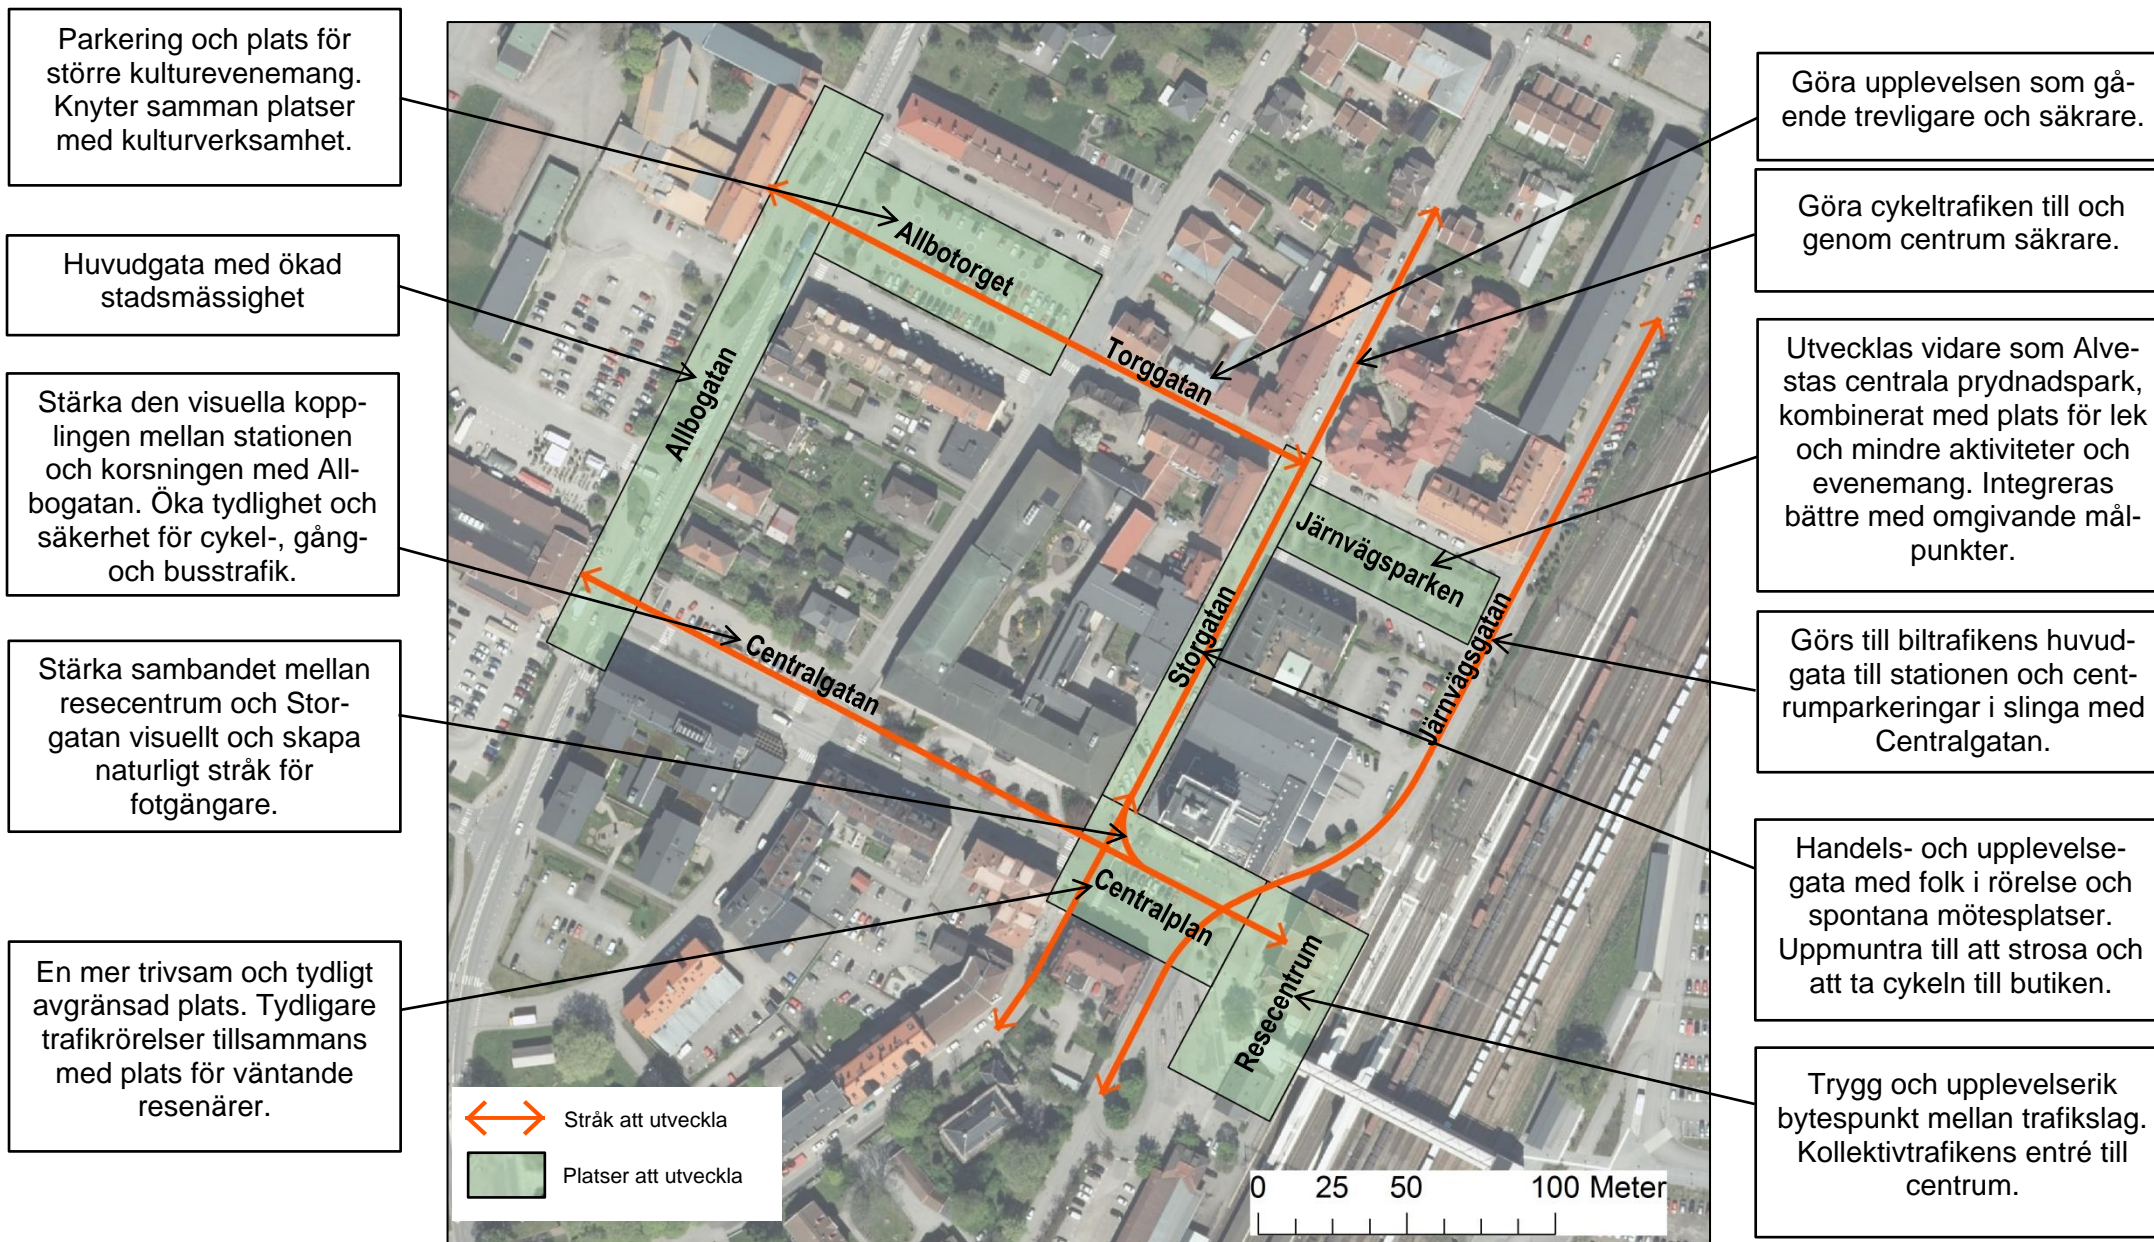 Parkering och plats för
större kulturevenemang.
Knyter samman platser
med kulturverksamhet.
Huvudgata med ökad
stadsmässighet
Stärka den visuella kopp-
lingen mellan stationen
och korsningen med All-
bogatan. Öka tydlighet och
säkerhet för cykel-, gång-
och busstrafik.
Stärka sambandet mellan
resecentrum och Stor-
gatan visuellt och skapa
naturligt stråk för
fotgängare.
En mer trivsam och tydligt
avgränsad plats. Tydligare
trafikrörelser tillsammans
med plats för väntande
resenärer.
Allbotorget
Torggatan
Allbogatan
Järnvägsparken
Storgatan
Järnvägsgatan
Centralgatan
Centralplan
Resecentrum
Stråk att utveckla
Platser att utveckla
0 25 50 100 Meter
Göra upplevelsen som gå-
ende trevligare och säkrare.
Göra cykeltrafiken till och
genom centrum säkrare.
Utvecklas vidare som Alve-
stas centrala prydnadspark,
kombinerat med plats för lek
och mindre aktiviteter och
evenemang. Integreras
bättre med omgivande mål-
punkter.
Görs till biltrafikens huvud-
gata till stationen och cent-
rumparkeringar i slinga med
Centralgatan.
Handels- och upplevelse-
gata med folk i rörelse och
spontana mötesplatser.
Uppmuntra till att strosa och
att ta cykeln till butiken.
Trygg och upplevelserik
bytespunkt mellan trafikslag.
Kollektivtrafikens entré till
centrum.